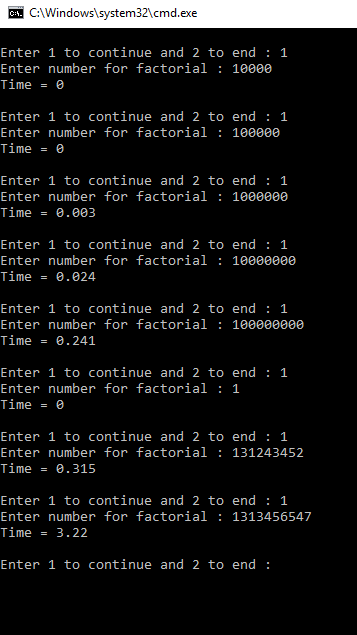 C:\Windows\system32\cmd.exe
Enter 1 to continue and 2 to end : 1
Enter number for factorial : 10000
Time = 0
Enter 1 to continue and 2 to end : 1
Enter number for factorial : 100000
Time = 0
Enter 1 to continue and 2 to end : 1
Enter number for factorial : 1000000
Time = 0.003
Enter 1 to continue and 2 to end : 1
Enter number for factorial : 10000000
Time = 0.024
Enter 1 to continue and 2 to end : 1
Enter number for factorial : 100000000
Time = 0.241
Enter 1 to continue and 2 to end : 1
Enter number for factorial : 1
Time = 0
Enter 1 to continue and 2 to end : 1
Enter number for factorial : 131243452
Time = 0.315
Enter 1 to continue and 2 to end : 1
Enter number for factorial : 1313456547
Time = 3.22
Enter 1 to continue and 2 to end :